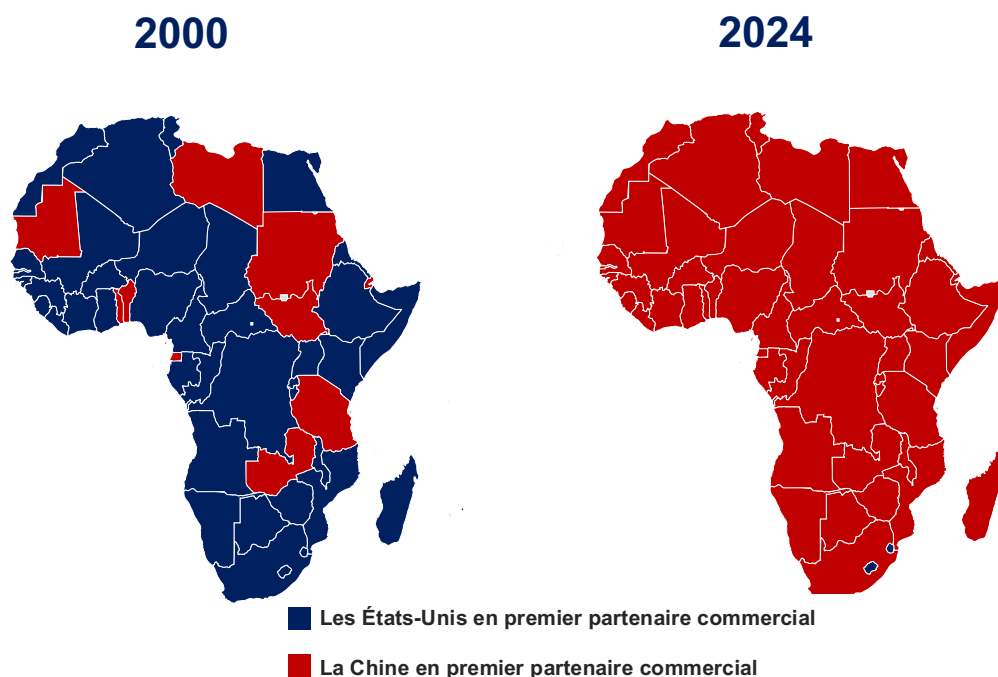 2000
2024
Les États-Unis en premier partenaire commercial
La Chine en premier partenaire commercial